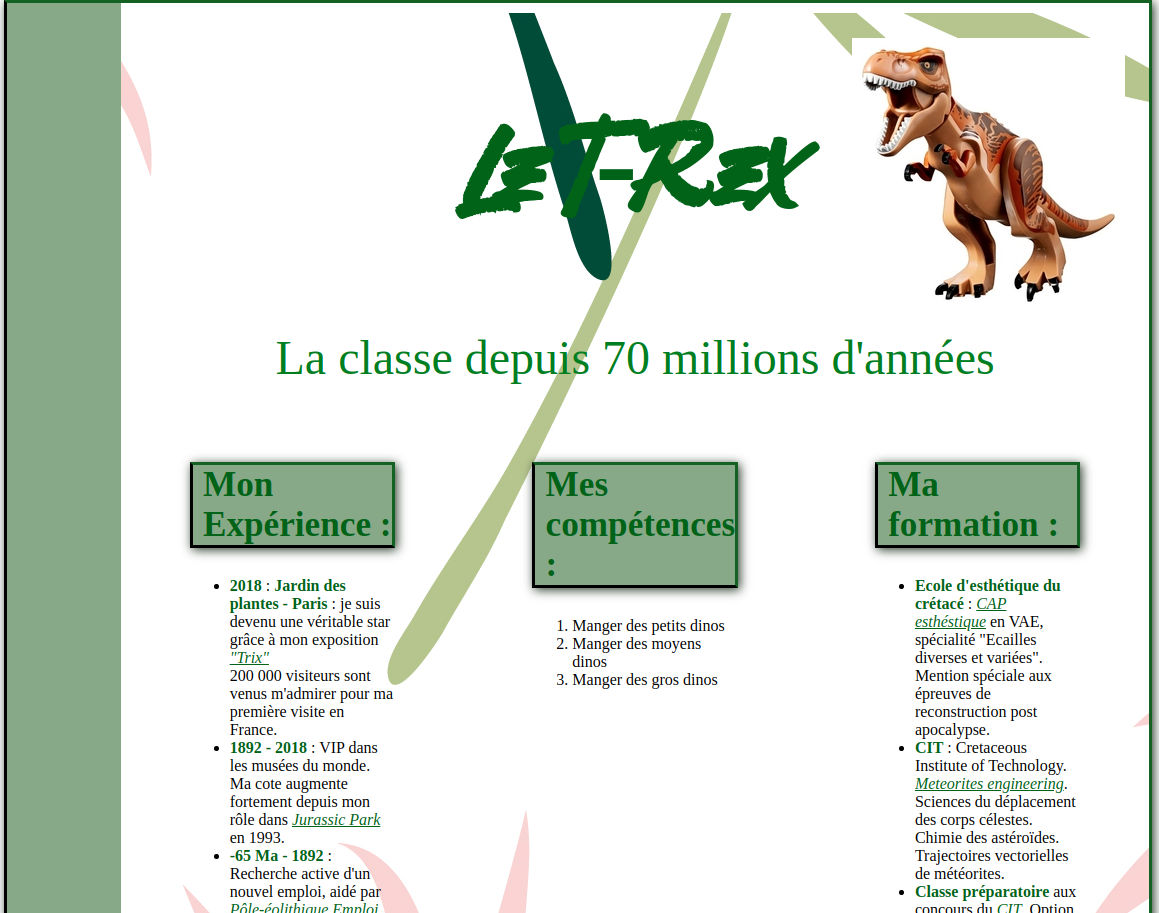 Le T-Rex
La classe depuis 70 millions d'années
Mon
Expérience :
2018 : Jardin des
plantes - Paris : je suis
devenu une véritable star
grâce à mon exposition
"Trix"
200 000 visiteurs sont
venus m'admirer pour ma
première visite en
France.
1892 - 2018 : VIP dans
les musées du monde.
Ma cote augmente
fortement depuis mon
rôle dans Jurassic Park
en 1993.
-65 Ma - 1892 :
Recherche active d'un
nouvel emploi, aidé par
Pôle-éolithique Emploi
Mes
compétences
:
1. Manger des petits dinos
2. Manger des moyens
dinos
3. Manger des gros dinos
Ma
formation :
Ecole d'esthétique du
crétacé : CAP
esthéstique en VAE,
spécialité "Ecailles
diverses et variées".
Mention spéciale aux
épreuves de
reconstruction post
apocalypse.
CIT : Cretaceous
Institute of Technology.
Meteorites engineering.
Sciences du déplacement
des corps célestes.
Chimie des astéroïdes.
Trajectoires vectorielles
de météorites.
Classe préparatoire aux
concours du CIT. Option